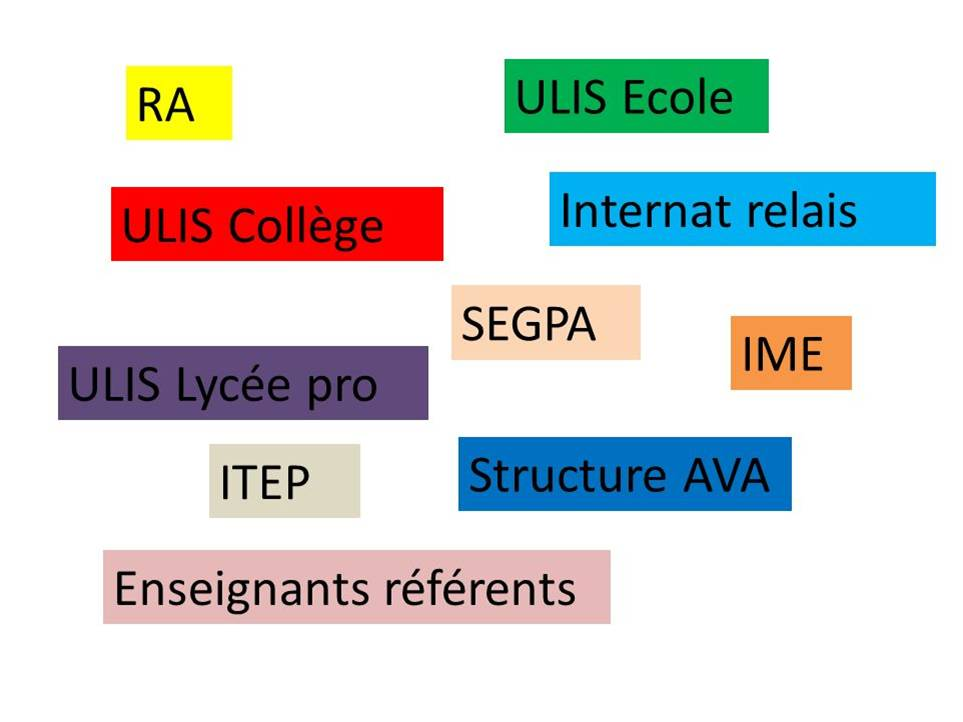 RA
ULIS Ecole
ULIS Collège
Internat relais
SEGPA
IME
ULIS Lycée pro
ITEP
Structure AVA
Enseignants référents